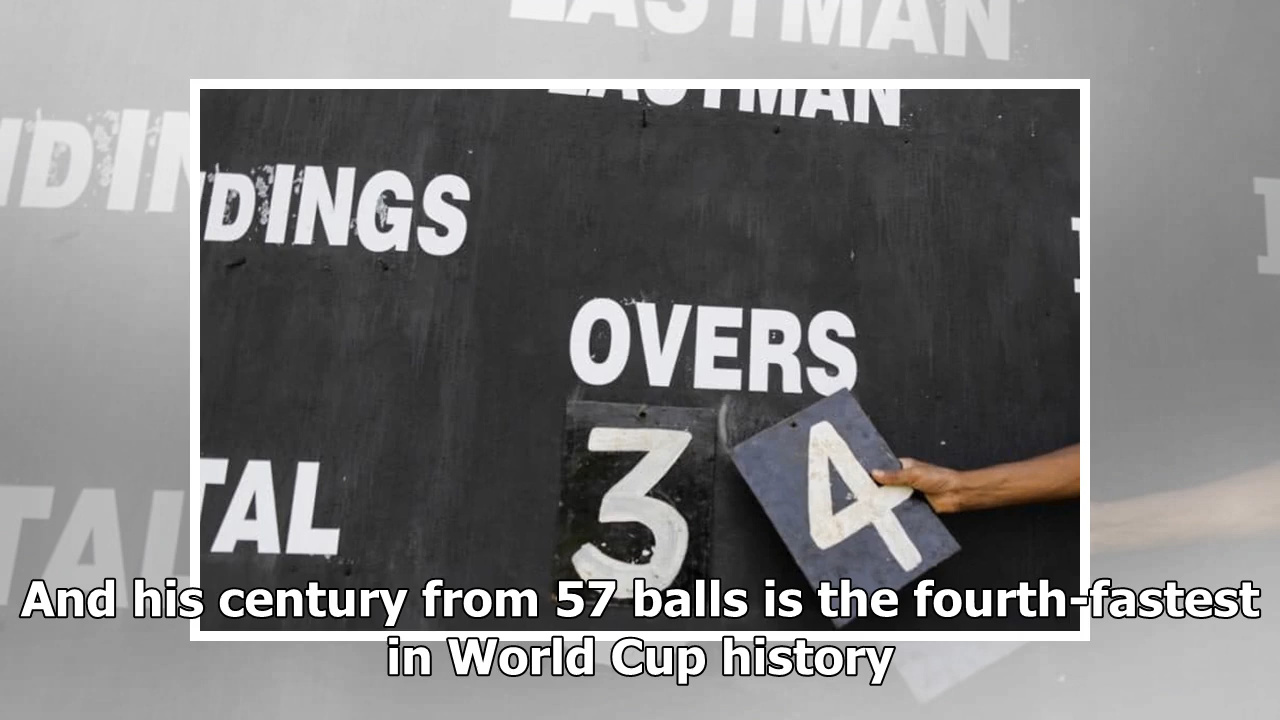 EASTMAN
EASTMAN
DINGS
OVERS
3 4
TAL
And his century from 57 balls is the fourth-fastest
in World Cup history